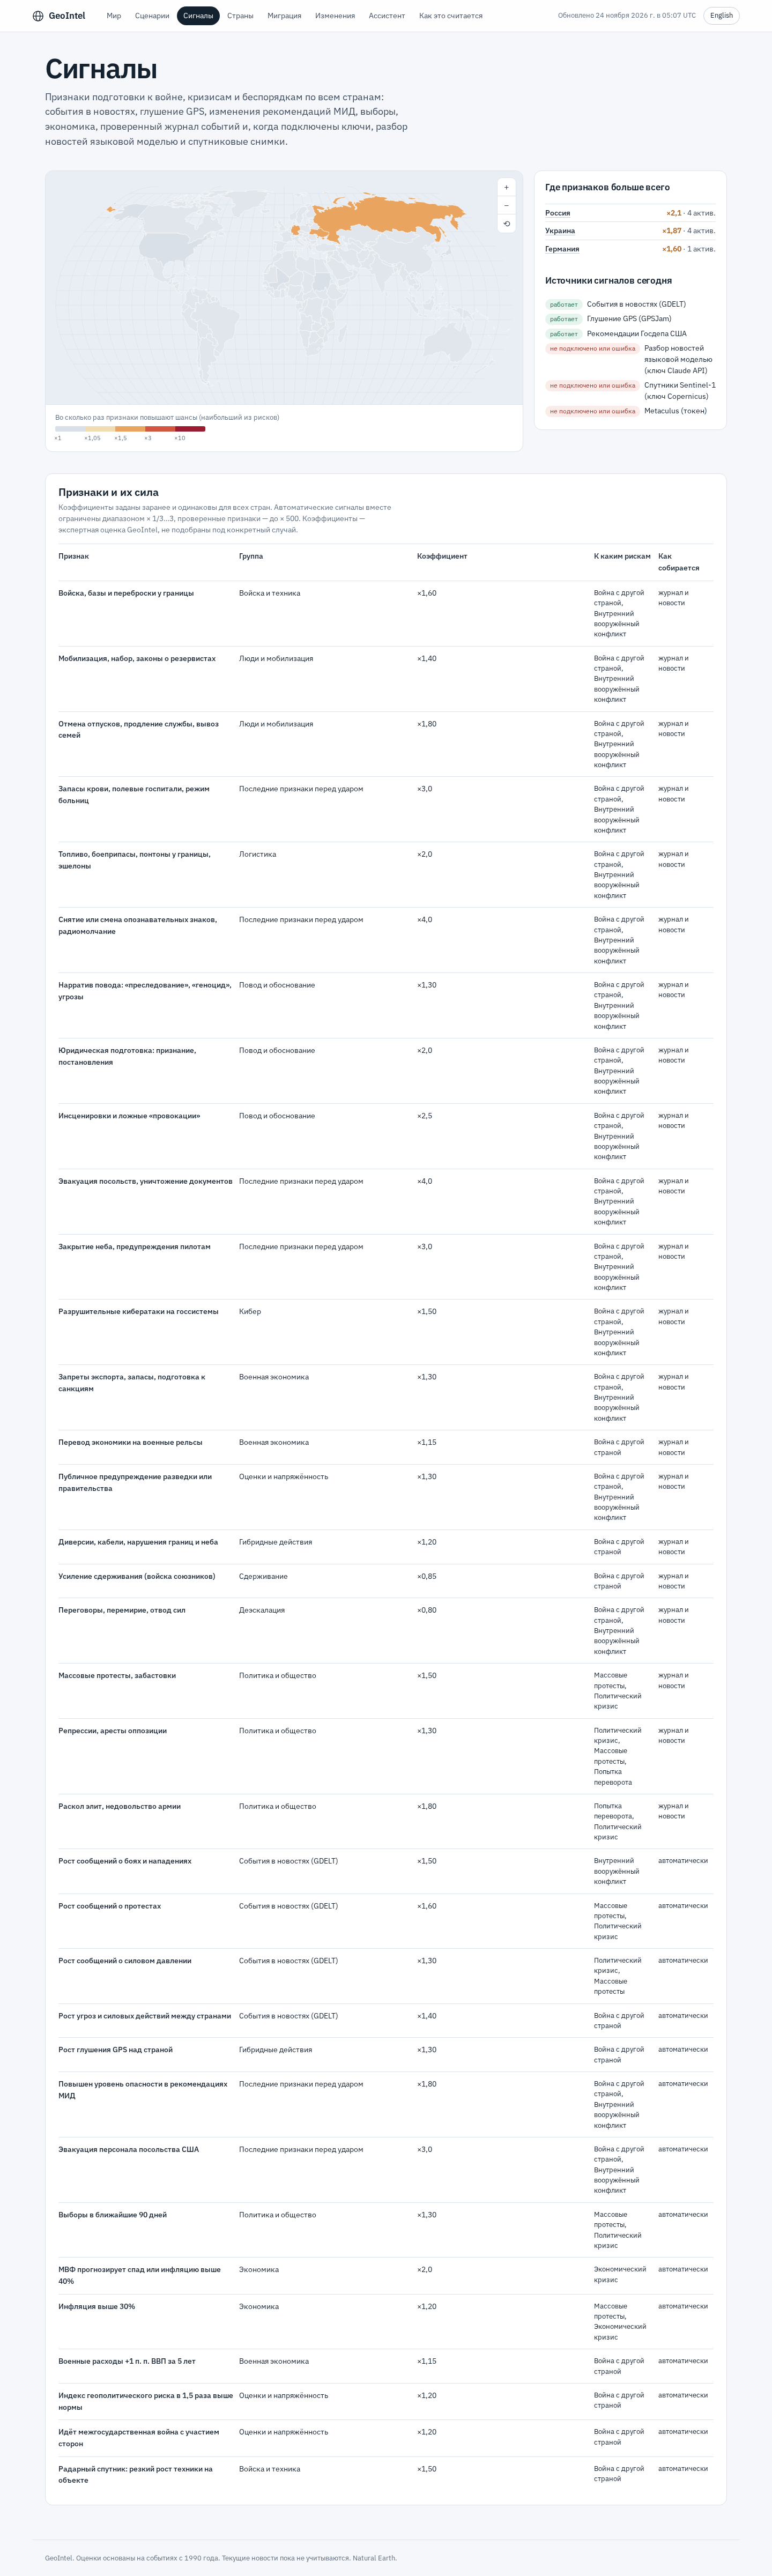 GeoIntel Мир Сценарии Сигналы Страны Миграция Изменения Ассистент Как это считается Обновлено 24 ноября 2026 г. в 05:07 UTC English
Сигналы
Признаки подготовки к войне, кризисам и беспорядкам по всем странам:
события в новостях, глушение GPS, изменения рекомендаций МИД, выборы,
экономика, проверенный журнал событий и, когда подключены ключи, разбор
новостей языковой моделью и спутниковые снимки.
+
−
⟲
Во сколько раз признаки повышают шансы (наибольший из рисков)
×1 ×1,05 ×1,5 ×3 ×10
Где признаков больше всего
Россия ×2,1 · 4 актив.
Украина ×1,87 · 4 актив.
Германия ×1,60 · 1 актив.
Источники сигналов сегодня
работает События в новостях (GDELT)
работает Глушение GPS (GPSJam)
работает Рекомендации Госдепа США
не подключено или ошибка Разбор новостей
языковой моделью
(ключ Claude API)
не подключено или ошибка Спутники Sentinel-1
(ключ Copernicus)
не подключено или ошибка Metaculus (токен)
Признаки и их сила
Коэффициенты заданы заранее и одинаковы для всех стран. Автоматические сигналы вместе
ограничены диапазоном × 1/3…3, проверенные признаки — до × 500. Коэффициенты —
экспертная оценка GeoIntel, не подобраны под конкретный случай.
Признак Группа Коэффициент К каким рискам Как
собирается
Войска, базы и переброски у границы Войска и техника ×1,60 Война с другой журнал и
страной, новости
Внутренний
вооружённый
конфликт
Мобилизация, набор, законы о резервистах Люди и мобилизация ×1,40 Война с другой журнал и
страной, новости
Внутренний
вооружённый
конфликт
Отмена отпусков, продление службы, вывоз Люди и мобилизация ×1,80 Война с другой журнал и
семей страной, новости
Внутренний
вооружённый
конфликт
Запасы крови, полевые госпитали, режим Последние признаки перед ударом ×3,0 Война с другой журнал и
больниц страной, новости
Внутренний
вооружённый
конфликт
Топливо, боеприпасы, понтоны у границы, Логистика ×2,0 Война с другой журнал и
эшелоны страной, новости
Внутренний
вооружённый
конфликт
Снятие или смена опознавательных знаков, Последние признаки перед ударом ×4,0 Война с другой журнал и
радиомолчание страной, новости
Внутренний
вооружённый
конфликт
Нарратив повода: «преследование», «геноцид», Повод и обоснование ×1,30 Война с другой журнал и
угрозы страной, новости
Внутренний
вооружённый
конфликт
Юридическая подготовка: признание, Повод и обоснование ×2,0 Война с другой журнал и
постановления страной, новости
Внутренний
вооружённый
конфликт
Инсценировки и ложные «провокации» Повод и обоснование ×2,5 Война с другой журнал и
страной, новости
Внутренний
вооружённый
конфликт
Эвакуация посольств, уничтожение документов Последние признаки перед ударом ×4,0 Война с другой журнал и
страной, новости
Внутренний
вооружённый
конфликт
Закрытие неба, предупреждения пилотам Последние признаки перед ударом ×3,0 Война с другой журнал и
страной, новости
Внутренний
вооружённый
конфликт
Разрушительные кибератаки на госсистемы Кибер ×1,50 Война с другой журнал и
страной, новости
Внутренний
вооружённый
конфликт
Запреты экспорта, запасы, подготовка к Военная экономика ×1,30 Война с другой журнал и
санкциям страной, новости
Внутренний
вооружённый
конфликт
Перевод экономики на военные рельсы Военная экономика ×1,15 Война с другой журнал и
страной новости
Публичное предупреждение разведки или Оценки и напряжённость ×1,30 Война с другой журнал и
правительства страной, новости
Внутренний
вооружённый
конфликт
Диверсии, кабели, нарушения границ и неба Гибридные действия ×1,20 Война с другой журнал и
страной новости
Усиление сдерживания (войска союзников) Сдерживание ×0,85 Война с другой журнал и
страной новости
Переговоры, перемирие, отвод сил Деэскалация ×0,80 Война с другой журнал и
страной, новости
Внутренний
вооружённый
конфликт
Массовые протесты, забастовки Политика и общество ×1,50 Массовые журнал и
протесты, новости
Политический
кризис
Репрессии, аресты оппозиции Политика и общество ×1,30 Политический журнал и
кризис, новости
Массовые
протесты,
Попытка
переворота
Раскол элит, недовольство армии Политика и общество ×1,80 Попытка журнал и
переворота, новости
Политический
кризис
Рост сообщений о боях и нападениях События в новостях (GDELT) ×1,50 Внутренний автоматически
вооружённый
конфликт
Рост сообщений о протестах События в новостях (GDELT) ×1,60 Массовые автоматически
протесты,
Политический
кризис
Рост сообщений о силовом давлении События в новостях (GDELT) ×1,30 Политический автоматически
кризис,
Массовые
протесты
Рост угроз и силовых действий между странами События в новостях (GDELT) ×1,40 Война с другой автоматически
страной
Рост глушения GPS над страной Гибридные действия ×1,30 Война с другой автоматически
страной
Повышен уровень опасности в рекомендациях Последние признаки перед ударом ×1,80 Война с другой автоматически
МИД страной,
Внутренний
вооружённый
конфликт
Эвакуация персонала посольства США Последние признаки перед ударом ×3,0 Война с другой автоматически
страной,
Внутренний
вооружённый
конфликт
Выборы в ближайшие 90 дней Политика и общество ×1,30 Массовые автоматически
протесты,
Политический
кризис
МВФ прогнозирует спад или инфляцию выше Экономика ×2,0 Экономический автоматически
40% кризис
Инфляция выше 30% Экономика ×1,20 Массовые автоматически
протесты,
Экономический
кризис
Военные расходы +1 п. п. ВВП за 5 лет Военная экономика ×1,15 Война с другой автоматически
страной
Индекс геополитического риска в 1,5 раза выше Оценки и напряжённость ×1,20 Война с другой автоматически
нормы страной
Идёт межгосударственная война с участием Оценки и напряжённость ×1,20 Война с другой автоматически
сторон страной
Радарный спутник: резкий рост техники на Войска и техника ×1,50 Война с другой автоматически
объекте страной
GeoIntel. Оценки основаны на событиях с 1990 года. Текущие новости пока не учитываются. Natural Earth.